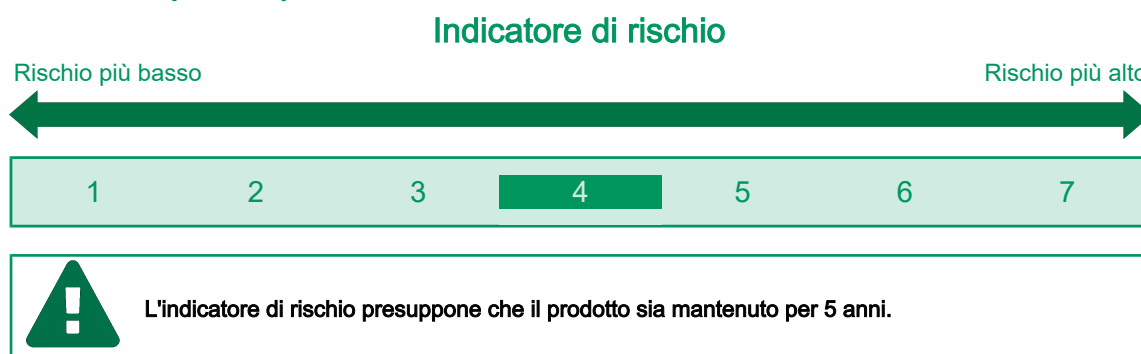 Indicatore di rischio
Rischio più basso Rischio più alto
1 2 3 4 5 6 7
L'indicatore di rischio presuppone che il prodotto sia mantenuto per 5 anni.